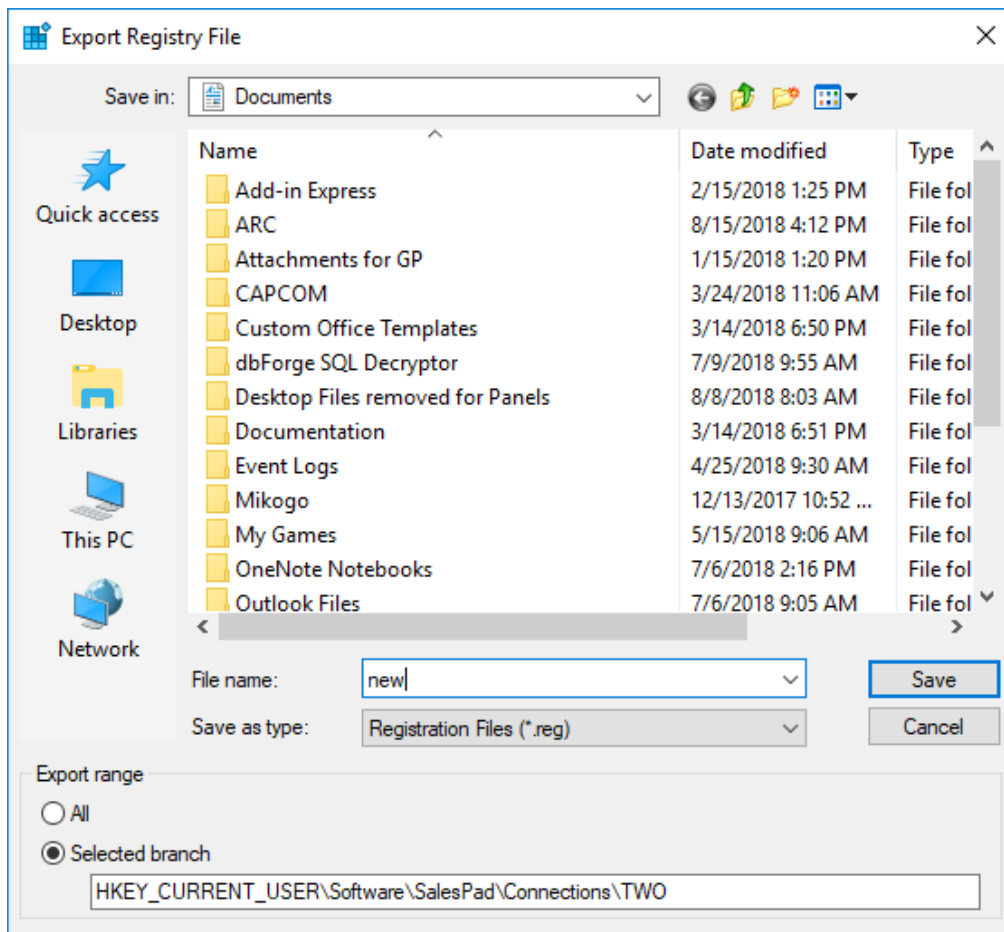 Export Registry File
Save in: Documents
Name Date modified Type
Quick access
Desktop
Libraries
This PC
Network
Add-in Express 2/15/2018 1:25 PM File fol
ARC 8/15/2018 4:12 PM File fol
Attachments for GP 1/15/2018 1:20 PM File fol
CAPCOM 3/24/2018 11:06 AM File fol
Custom Office Templates 3/14/2018 6:50 PM File fol
dbForge SQL Decryptor 7/9/2018 9:55 AM File fol
Desktop Files removed for Panels 8/8/2018 8:03 AM File fol
Documentation 3/14/2018 6:51 PM File fol
Event Logs 4/25/2018 9:30 AM File fol
Mikogo 12/13/2017 10:52 ... File fol
My Games 5/15/2018 9:06 AM File fol
OneNote Notebooks 7/6/2018 2:16 PM File fol
Outlook Files 7/6/2018 9:05 AM File fol
File name: new Save
Save as type: Registration Files (*.reg) Cancel
Export range
All
Selected branch
HKEY_CURRENT_USER\Software\SalesPad\Connections\TWO